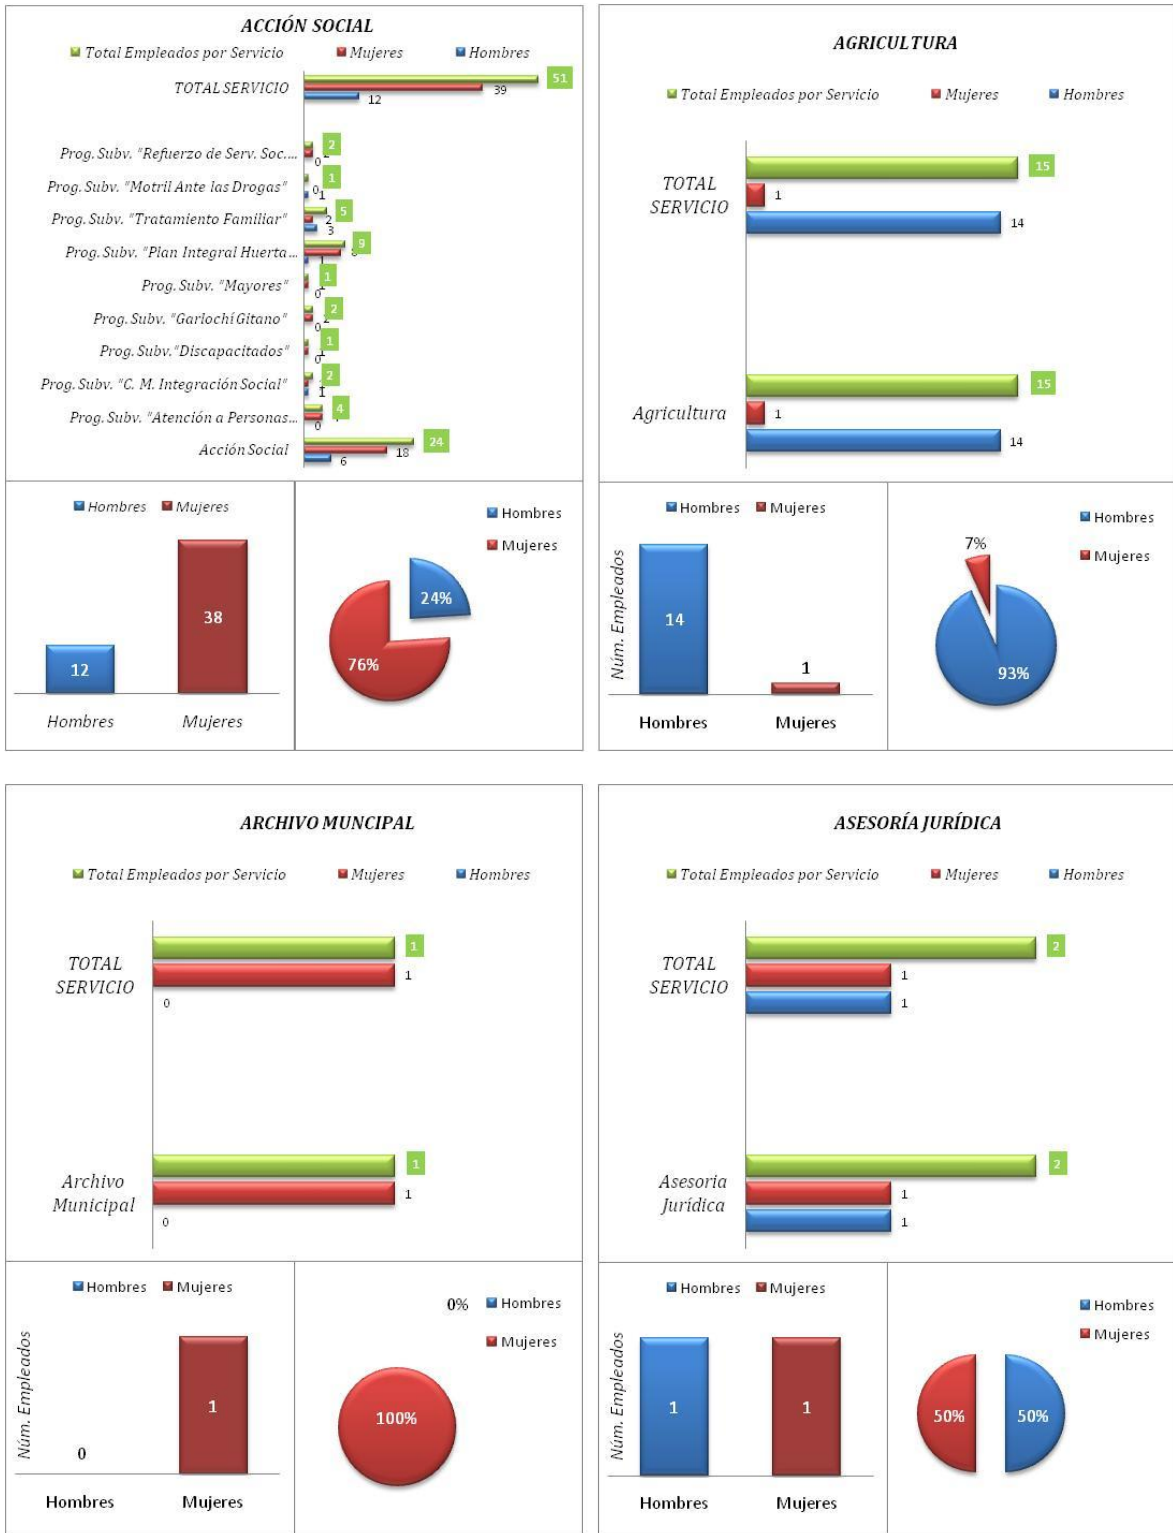 ACCIÓN SOCIAL
Total Empleados por Servicio Mujeres Hombres
TOTAL SERVICIO
51
39
12
Prog. Subv. "Refuerzo de Serv. Soc....
2
0
Prog. Subv. "Motril Ante las Drogas"
1
0
1
Prog. Subv. "Tratamiento Familiar"
5
2
3
Prog. Subv. "Plan Integral Huerta...
9
8
1
Prog. Subv. "Mayores"
1
0
Prog. Subv. "Gariochí Gitano"
2
0
Prog. Subv."Discapacitados"
1
0
Prog. Subv. "C. M. Integración Social"
2
1
Prog. Subv. "Atención a Personas...
4
0
Acción Social
24
18
6
Hombres Mujeres
12
38
Hombres Mujeres
Hombres
Mujeres
24%
76%
AGRICULTURA
Total Empleados por Servicio Mujeres Hombres
TOTAL
SERVICIO
15
1
14
Agricultura
15
1
14
Hombres Mujeres
Núm. Empleados
14
1
Hombres Mujeres
Hombres
Mujeres
7%
93%
ARCHIVO MUNCIPAL
Total Empleados por Servicio Mujeres Hombres
TOTAL
SERVICIO
1
1
0
Archivo
Municipal
1
1
0
Hombres Mujeres
Núm. Empleados
0
1
Hombres Mujeres
0%
Hombres
Mujeres
100%
ASESORÍA JURÍDICA
Total Empleados por Servicio Mujeres Hombres
TOTAL
SERVICIO
2
1
1
Asesoria
Jurídica
2
1
1
Hombres Mujeres
Núm. Empleados
1
1
Hombres Mujeres
Hombres
Mujeres
50%
50%